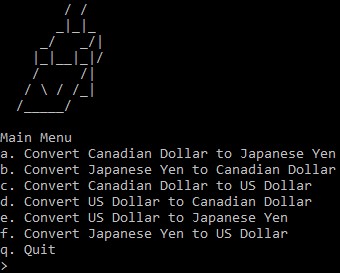 Main Menu
a. Convert Canadian Dollar to Japanese Yen
b. Convert Japanese Yen to Canadian Dollar
c. Convert Canadian Dollar to US Dollar
d. Convert US Dollar to Canadian Dollar
e. Convert US Dollar to Japanese Yen
f. Convert Japanese Yen to US Dollar
q. Quit
>